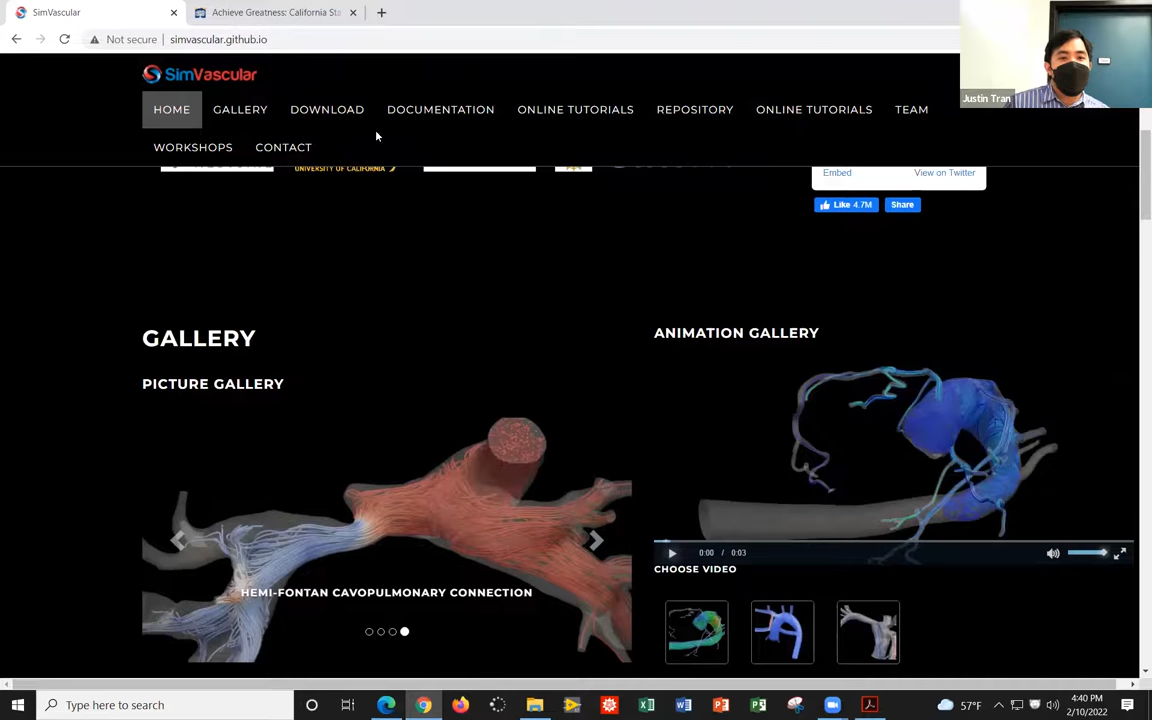 SimVascular
Achieve Greatness: California Sta
Not secure
simvascular.github.io
SimVascular
HOME
GALLERY
DOWNLOAD
DOCUMENTATION
ONLINE TUTORIALS
REPOSITORY
ONLINE TUTORIALS
TEAM
WORKSHOPS
CONTACT
Justin Tran
UNIVERSITY OF CALIFORNIA
Embed
View on Twitter
Like 4.7M
Share
GALLERY
PICTURE GALLERY
HEMI-FONTAN CAVOPULMONARY CONNECTION
ANIMATION GALLERY
0:00 / 0:03
CHOOSE VIDEO
Type here to search
57°F
4:40 PM
2/10/2022